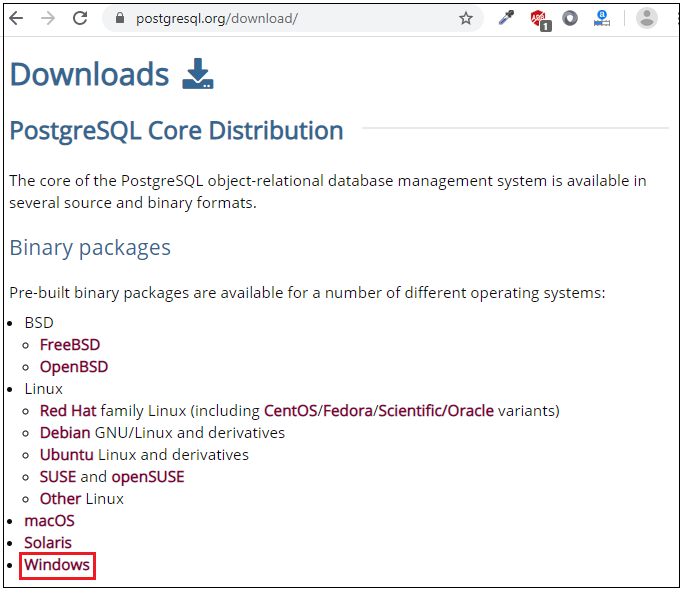 postgresql.org/download/
1
Downloads
PostgreSQL Core Distribution
The core of the PostgreSQL object-relational database management system is available in
several source and binary formats.
Binary packages
Pre-built binary packages are available for a number of different operating systems:
BSD
FreeBSD
OpenBSD
Linux
Red Hat family Linux (including CentOS/Fedora/Scientific/Oracle variants)
Debian GNU/Linux and derivatives
Ubuntu Linux and derivatives
SUSE and openSUSE
Other Linux
macOS
Solaris
Windows